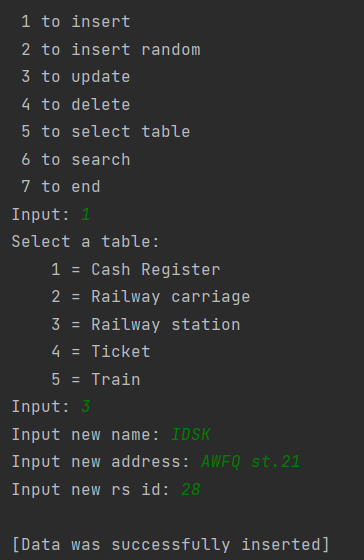 1 to insert
2 to insert random
3 to update
4 to delete
5 to select table
6 to search
7 to end
Input: 1
Select a table:
1 = Cash Register
2 = Railway carriage
3 = Railway station
4 = Ticket
5 = Train
Input: 3
Input new name: IDSK
Input new address: AWFQ st.21
Input new rs id: 28
[Data was successfully inserted]